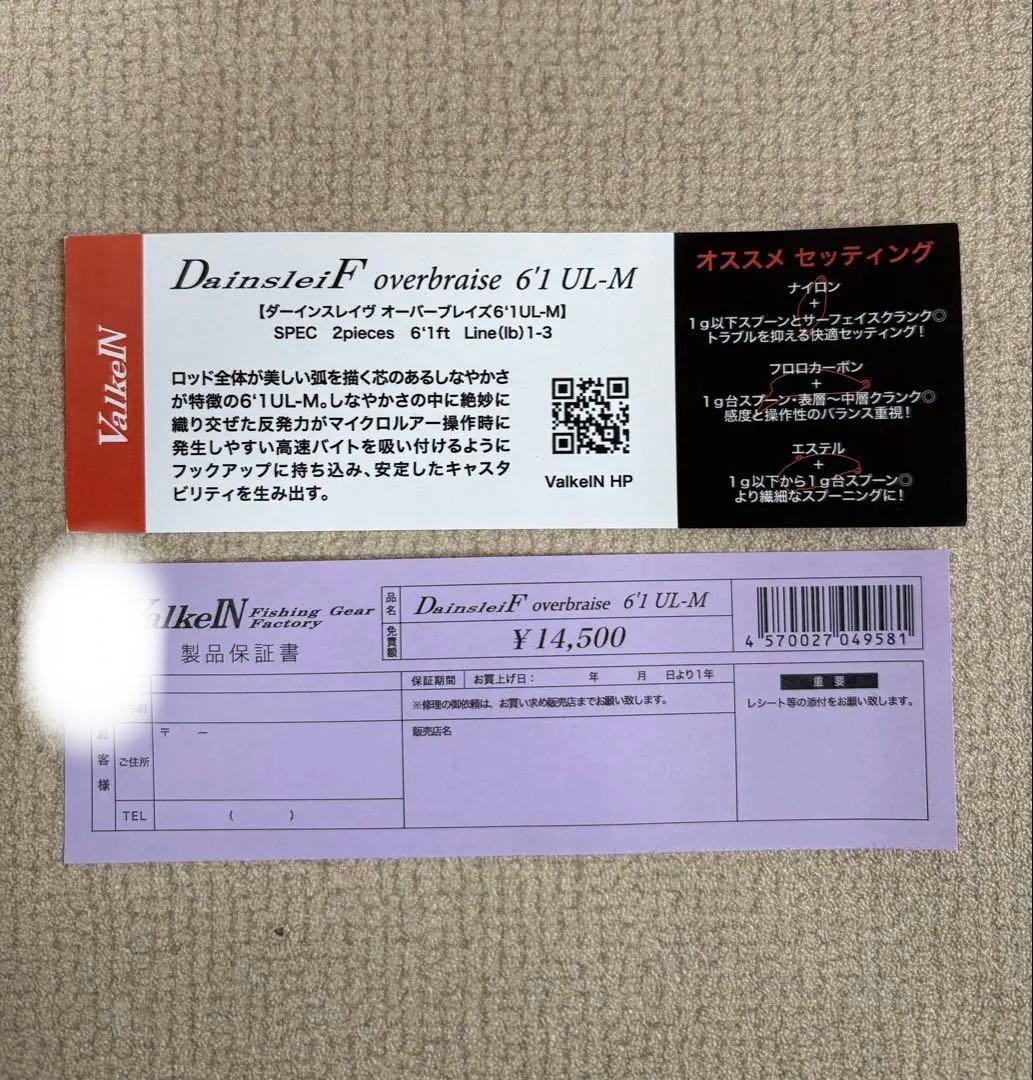 ValkeIN
DainsleiF overbraise 6'1 UL-M
【ダーインスレイヴ オーバーブレイズ6'1UL-M】
SPEC 2pieces 6'1ft Line(lb)1-3
ロッド全体が美しい弧を描く芯のあるしなやかさ
が特徴の6'1UL-M。しなやかさの中に絶妙に
織り交ぜた反発力がマイクロルアー操作時に
発生しやすい高速バイトを吸い付けるように
フックアップに持ち込み、安定したキャスタ
ビリティを生み出す。
ValkeIN HP
オススメ セッティング
ナイロン
+
1g以下スプーンとサーフェイスクランク◎
トラブルを抑える快適セッティング!
フロロカーボン
+
1g台スプーン・表層〜中層クランク◎
感度と操作性のバランス重視!
エステル
+
1g以下から1g台スプーン◎
より繊細なスプーニングに!
ValkeIN Fishing Gear
Factory
製品保証書
品名
DainsleiF overbraise 6'1 UL-M
免責額
¥14,500
4 570027 049581
保証期間 お買上げ日: 年 月 日より1年
※修理の御依頼は、お買い求め販売店までお願い致します。
販売店名
重要
レシート等の添付をお願い致します。
お客様
〒 ー
ご住所
TEL ( )